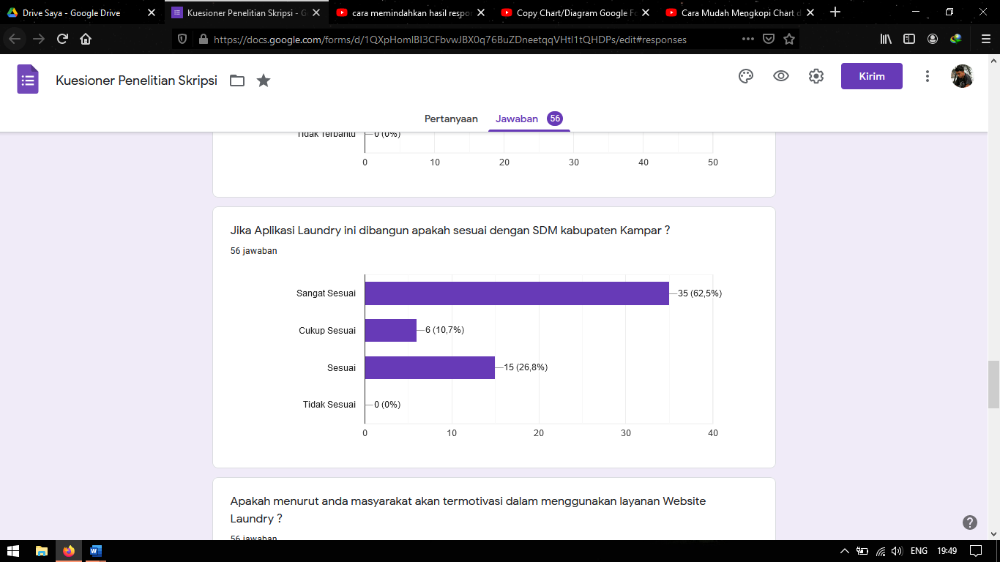 Drive Saya - Google Drive
Kuesioner Penelitian Skripsi - G
cara memindahkan hasil respo
Copy Chart/Diagram Google Fo
Cara Mudah Mengkopi Chart d
https://docs.google.com/forms/d/1QXpHomlBI3CFbvwJBX0q76BuZDneetqqVHtl1tQHDPs/edit#responses
Kuesioner Penelitian Skripsi
Kirim
Pertanyaan
Jawaban 56
Tidak Terbantu 0 (0%)
0 10 20 30 40 50
Jika Aplikasi Laundry ini dibangun apakah sesuai dengan SDM kabupaten Kampar ?
56 jawaban
Sangat Sesuai 35 (62,5%)
Cukup Sesuai 6 (10,7%)
Sesuai 15 (26,8%)
Tidak Sesuai 0 (0%)
0 10 20 30 40
Apakah menurut anda masyarakat akan termotivasi dalam menggunakan layanan Website
Laundry ?
56 jawaban
ENG 19:49